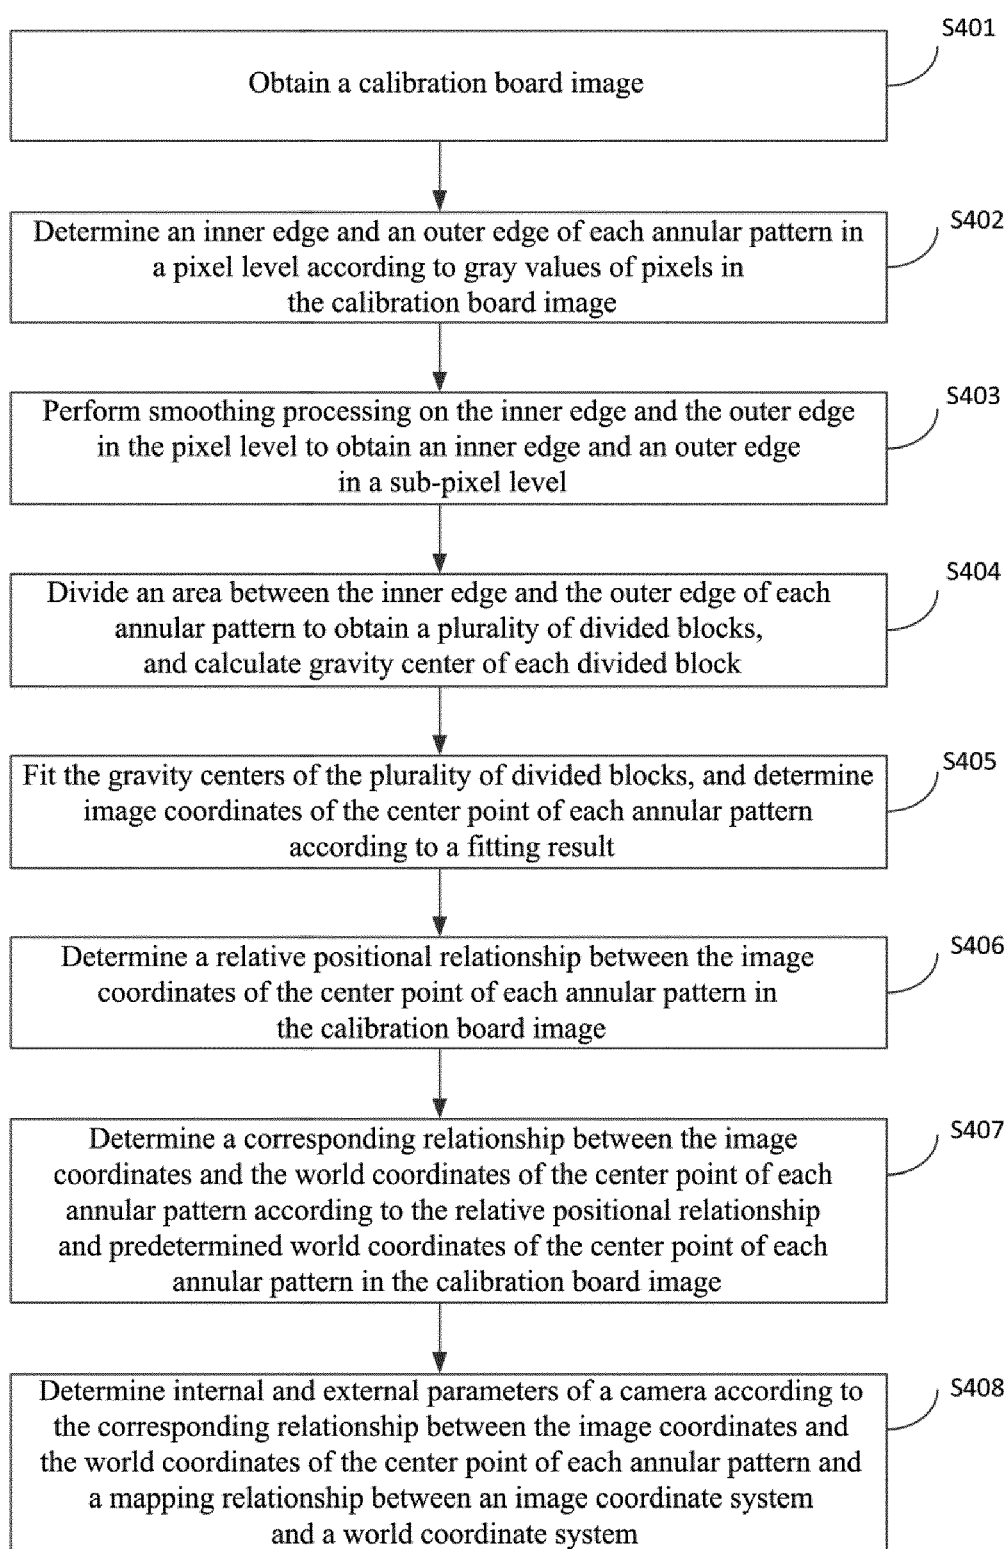 S401
Obtain a calibration board image
S402
Determine an inner edge and an outer edge of each annular pattern in
a pixel level according to gray values of pixels in
the calibration board image
S403
Perform smoothing processing on the inner edge and the outer edge
in the pixel level to obtain an inner edge and an outer edge
in a sub-pixel level
S404
Divide an area between the inner edge and the outer edge of each
annular pattern to obtain a plurality of divided blocks,
and calculate gravity center of each divided block
S405
Fit the gravity centers of the plurality of divided blocks, and determine
image coordinates of the center point of each annular pattern
according to a fitting result
S406
Determine a relative positional relationship between the image
coordinates of the center point of each annular pattern in
the calibration board image
S407
Determine a corresponding relationship between the image
coordinates and the world coordinates of the center point of each
annular pattern according to the relative positional relationship
and predetermined world coordinates of the center point of each
annular pattern in the calibration board image
S408
Determine internal and external parameters of a camera according to
the corresponding relationship between the image coordinates and
the world coordinates of the center point of each annular pattern and
a mapping relationship between an image coordinate system
and a world coordinate system